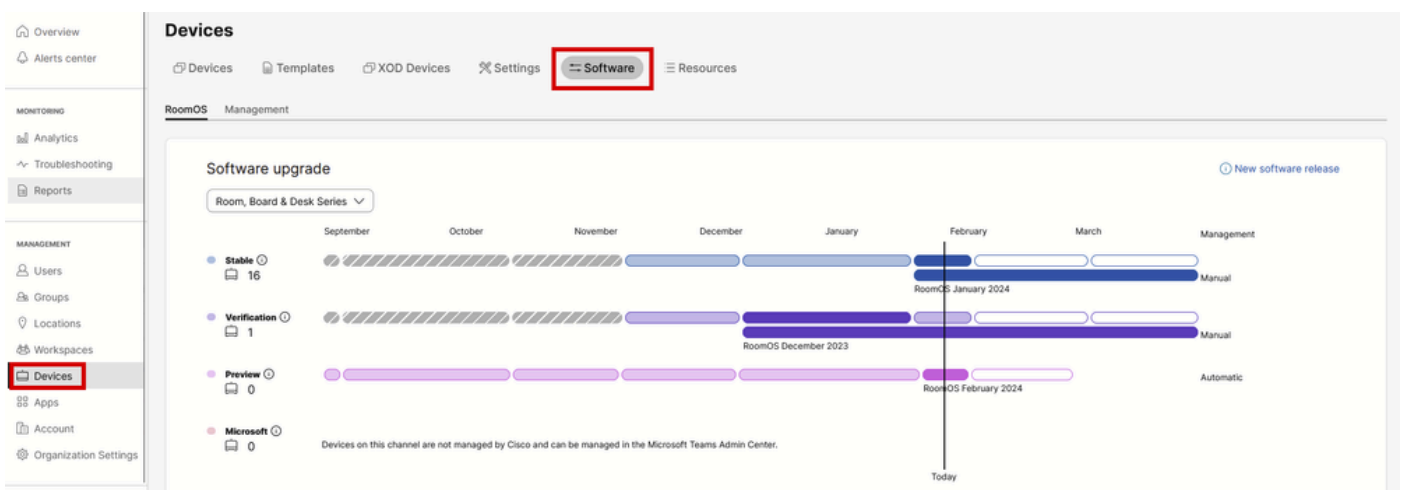 Overview
Alerts center
MONITORING
Analytics
Troubleshooting
Reports
MANAGEMENT
Users
Groups
Locations
Workspaces
Devices
Apps
Account
Organization Settings
Devices
Devices Templates XOD Devices Settings Software Resources
RoomOS Management
Software upgrade
New software release
Room, Board & Desk Series
September October November December January February March Management
Stable
16
Manual
RoomOS January 2024
Verification
1
Manual
RoomOS December 2023
Preview
Automatic
0
RoomOS February 2024
Microsoft
0
Devices on this channel are not managed by Cisco and can be managed in the Microsoft Teams Admin Center.
Today